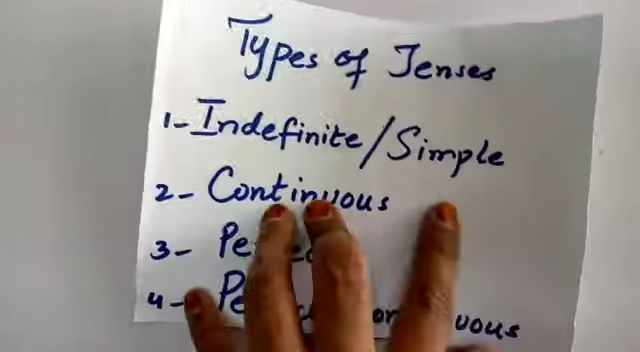 Types of Tenses
1- Indefinite/Simple
2- Continuous
3-
4-